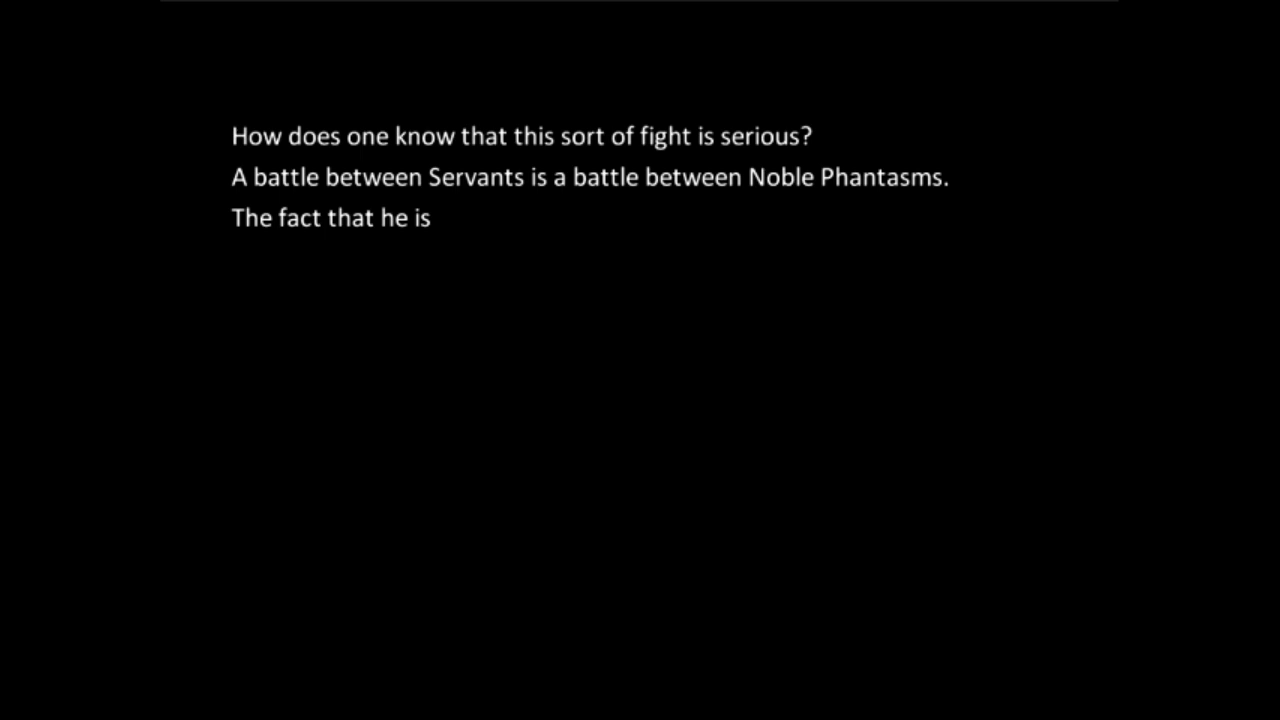 How does one know that this sort of fight is serious?
A battle between Servants is a battle between Noble Phantasms.
The fact that he is